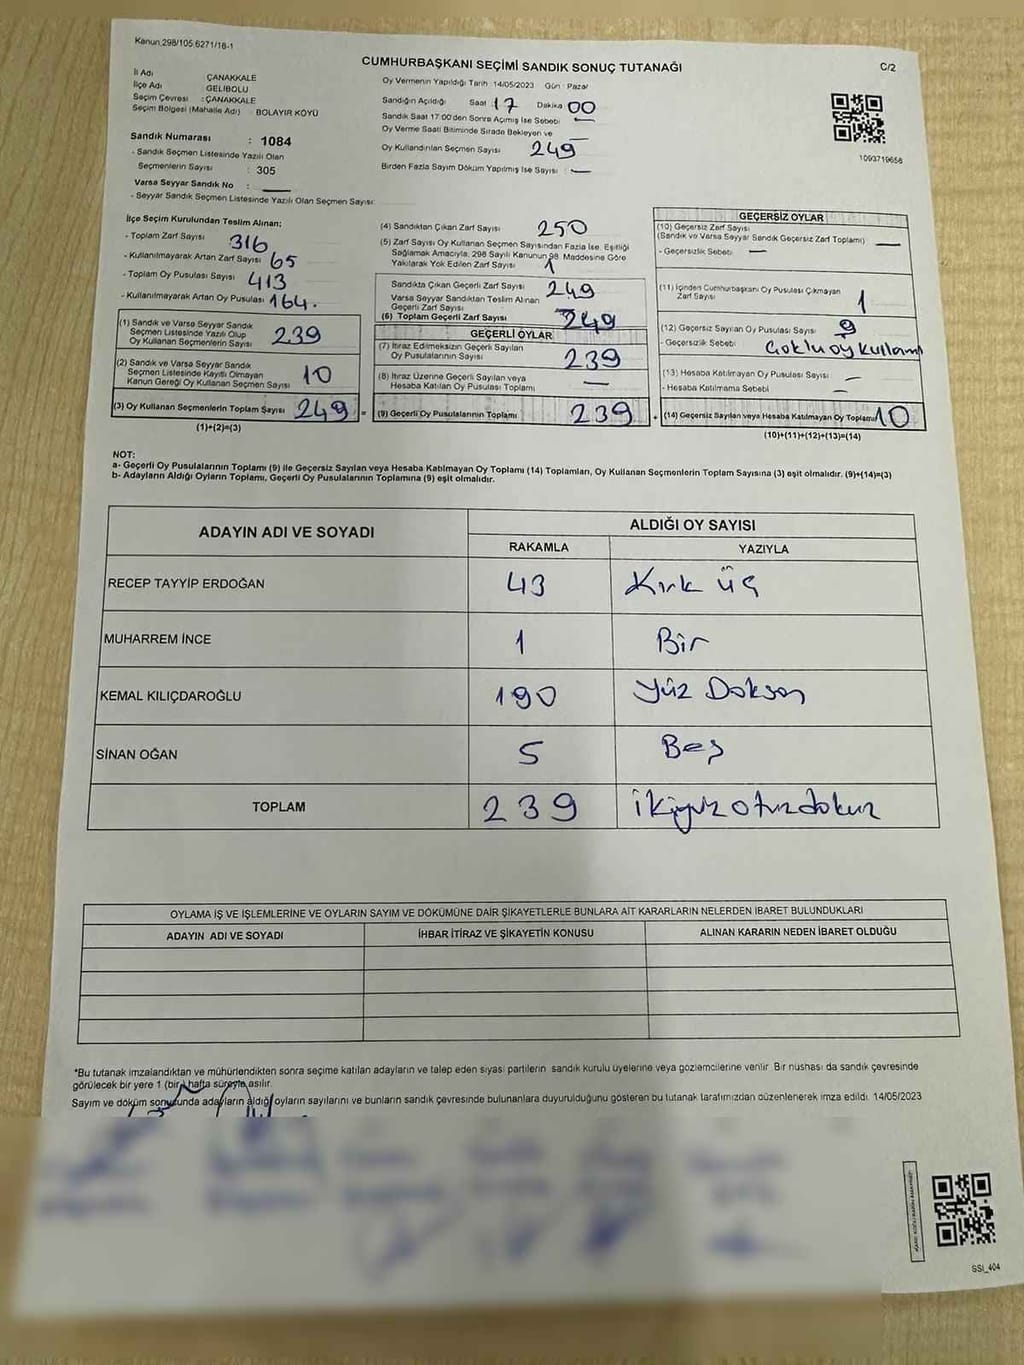 Kanun:298/105:6271/16-1
CUMHURBAŞKANI SEÇİMİ SANDIK SONUÇ TUTANAĞI
C/2
İl Adı : ÇANAKKALE
İlçe Adı : GELİBOLU
Seçim Çevresi : ÇANAKKALE
Seçim Bölgesi (Mahalle Adı) : BOLAYIR KÖYÜ
Sandık Numarası : 1084
- Sandık Seçmen Listesinde Yazılı Olan
Seçmenlerin Sayısı : 305
Varsa Seyyar Sandık No : —
- Seyyar Sandık Seçmen Listesinde Yazılı Olan Seçmen Sayısı:
Oy Vermenin Yapıldığı Tarih :14/05/2023 Gün : Pazar
Sandığın Açıldığı Saat 17 Dakika 00
Sandık Saat 17:00'den Sonra Açılmış İse Sebebi —
Oy Verme Saati Bitiminde Sırada Bekleyen ve —
Oy Kullandırılan Seçmen Sayısı 249
Birden Fazla Sayım Döküm Yapılmış İse Sayısı : —
1093719656
İlçe Seçim Kurulundan Teslim Alınan;
- Toplam Zarf Sayısı 316
- Kullanılmayarak Artan Zarf Sayısı 65
- Toplam Oy Pusulası Sayısı 413
- Kullanılmayarak Artan Oy Pusulası 164.
(1) Sandık ve Varsa Seyyar Sandık
Seçmen Listesinde Yazılı Olup
Oy Kullanan Seçmenlerin Sayısı 239
(2) Sandık ve Varsa Seyyar Sandık
Seçmen Listesinde Kayıtlı Olmayan
Kanun Gereği Oy Kullanan Seçmen Sayısı 10
(3) Oy Kullanan Seçmenlerin Toplam Sayısı 249 =
(1)+(2)=(3)
(4) Sandıktan Çıkan Zarf Sayısı 250
(5) Zarf Sayısı Oy Kullanan Seçmen Sayısından Fazla İse, Eşitliği
Sağlamak Amacıyla, 298 Sayılı Kanunun 98. Maddesine Göre
Yakılarak Yok Edilen Zarf Sayısı 1
Sandıkta Çıkan Geçerli Zarf Sayısı 249
Varsa Seyyar Sandıktan Teslim Alınan
Geçerli Zarf Sayısı
(6) Toplam Geçerli Zarf Sayısı 249
GEÇERLİ OYLAR
(7) İtiraz Edilmeksizin Geçerli Sayılan
Oy Pusulalarının Sayısı 239
(8) İtiraz Üzerine Geçerli Sayılan veya
Hesaba Katılan Oy Pusulası Toplamı —
(9) Geçerli Oy Pusulalarının Toplamı 239
GEÇERSİZ OYLAR
(10) Geçersiz Zarf Sayısı
(Sandık ve Varsa Seyyar Sandık Geçersiz Zarf Toplamı) —
- Geçersizlik Sebebi: —
(11) İçinden Cumhurbaşkanı Oy Pusulası Çıkmayan
Zarf Sayısı 1
(12) Geçersiz Sayılan Oy Pusulası Sayısı 9
- Geçersizlik Sebebi: Çoklu oy kullanım
(13) Hesaba Katılmayan Oy Pusulası Sayısı : —
- Hesaba Katılmama Sebebi : —
(14) Geçersiz Sayılan veya Hesaba Katılmayan Oy Toplamı 10
(10)+(11)+(12)+(13)=(14)
NOT:
a- Geçerli Oy Pusulalarının Toplamı (9) ile Geçersiz Sayılan veya Hesaba Katılmayan Oy Toplamı (14) Toplamları, Oy Kullanan Seçmenlerin Toplam Sayısına (3) eşit olmalıdır. (9)+(14)=(3)
b- Adayların Aldığı Oyların Toplamı, Geçerli Oy Pusulalarının Toplamına (9) eşit olmalıdır.
ADAYIN ADI VE SOYADI ALDIĞI OY SAYISI
RAKAMLA YAZIYLA
RECEP TAYYİP ERDOĞAN 43 Kırk üç
MUHARREM İNCE 1 Bir
KEMAL KILIÇDAROĞLU 190 Yüz Doksan
SİNAN OĞAN 5 Beş
TOPLAM 239 ikiyüz otuz dokuz
OYLAMA İŞ VE İŞLEMLERİNE VE OYLARIN SAYIM VE DÖKÜMÜNE DAİR ŞİKAYETLERLE BUNLARA AİT KARARLARIN NELERDEN İBARET BULUNDUKLARI
ADAYIN ADI VE SOYADI İHBAR İTİRAZ VE ŞİKAYETİN KONUSU ALINAN KARARIN NEDEN İBARET OLDUĞU
*Bu tutanak imzalandıktan ve mühürlendikten sonra seçime katılan adayların ve talep eden siyasi partilerin sandık kurulu üyelerine veya gözlemcilerine verilir. Bir nüshası da sandık çevresinde
görülecek bir yere 1 (bir) hafta süreyle asılır.
Sayım ve döküm sonucunda adayların aldığı oyların sayılarını ve bunların sandık çevresinde bulunanlara duyurulduğunu gösteren bu tutanak tarafımızdan düzenlenerek imza edildi. 14/05/2023
SSI_404